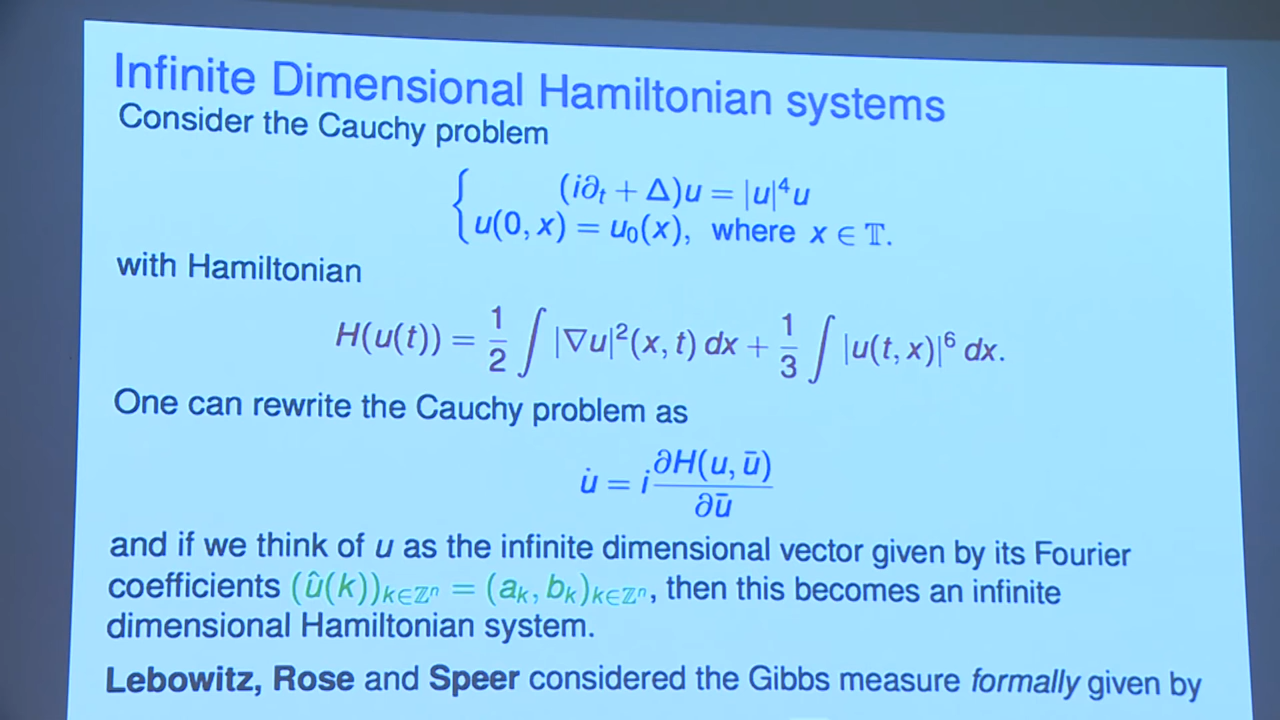 Infinite Dimensional Hamiltonian systems
Consider the Cauchy problem
{ (i∂ₜ + Δ)u = |u|⁴u
u(0, x) = u₀(x), where x ∈ 𝕋.
with Hamiltonian
H(u(t)) = 1/2 ∫ |∇u|²(x, t) dx + 1/3 ∫ |u(t, x)|⁶ dx.
One can rewrite the Cauchy problem as
u̇ = i ∂H(u, ū)/∂ū
and if we think of u as the infinite dimensional vector given by its Fourier
coefficients (û(k))ₖ∈ℤⁿ = (aₖ, bₖ)ₖ∈ℤⁿ, then this becomes an infinite
dimensional Hamiltonian system.
Lebowitz, Rose and Speer considered the Gibbs measure formally given by